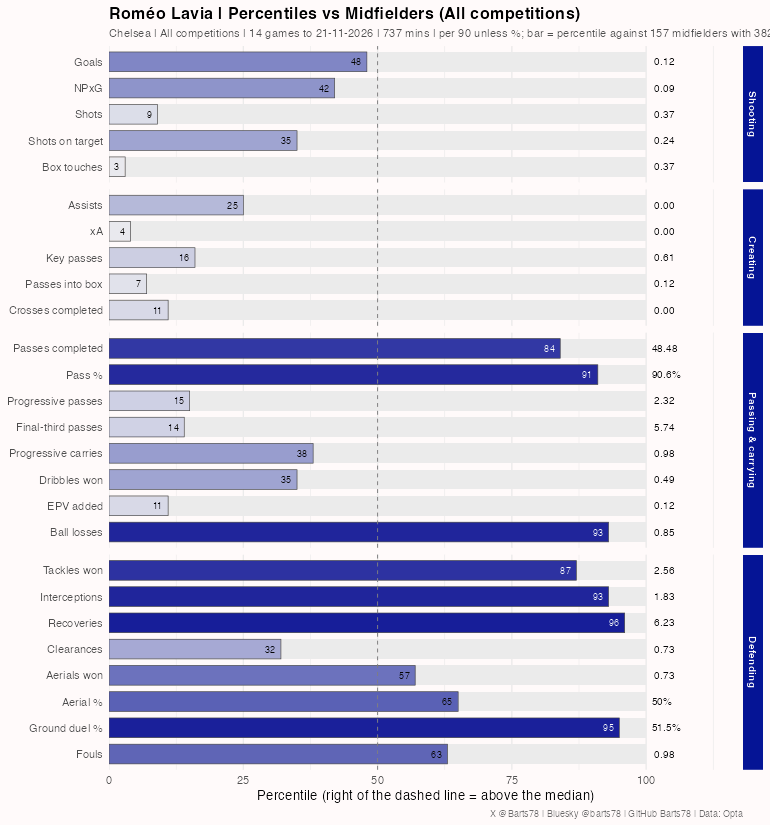 Roméo Lavia | Percentiles vs Midfielders (All competitions)
Chelsea | All competitions | 14 games to 21-11-2026 | 737 mins | per 90 unless %; bar = percentile against 157 midfielders with 382
Goals 48 0.12
NPxG 42 0.09
Shots 9 0.37
Shots on target 35 0.24
Box touches 3 0.37
Shooting
Assists 25 0.00
xA 4 0.00
Key passes 16 0.61
Passes into box 7 0.12
Crosses completed 11 0.00
Creating
Passes completed 84 48.48
Pass % 91 90.6%
Progressive passes 15 2.32
Final-third passes 14 5.74
Progressive carries 38 0.98
Dribbles won 35 0.49
EPV added 11 0.12
Ball losses 93 0.85
Passing & carrying
Tackles won 87 2.56
Interceptions 93 1.83
Recoveries 96 6.23
Clearances 32 0.73
Aerials won 57 0.73
Aerial % 65 50%
Ground duel % 95 51.5%
Fouls 63 0.98
Defending
0 25 50 75 100
Percentile (right of the dashed line = above the median)
X @Barts78 | Bluesky @barts78 | GitHub Barts78 | Data: Opta